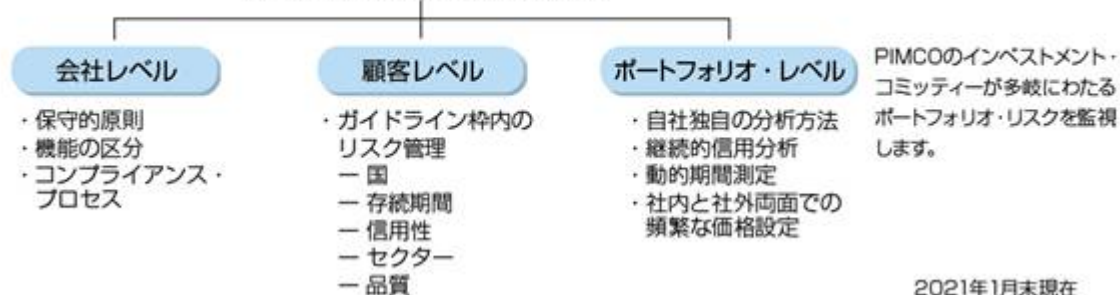 会社レベル
・保守的原則
・機能の区分
・コンプライアンス・
プロセス
顧客レベル
・ガイドライン枠内の
リスク管理
ー 国
ー 存続期間
ー 信用性
ー セクター
ー 品質
ポートフォリオ・レベル
・自社独自の分析方法
・継続的信用分析
・動的期間測定
・社内と社外両面での
頻繁な価格設定
PIMCOのインベストメント・
コミッティーが多岐にわたる
ポートフォリオ・リスクを監視
します。
2021年1月末現在